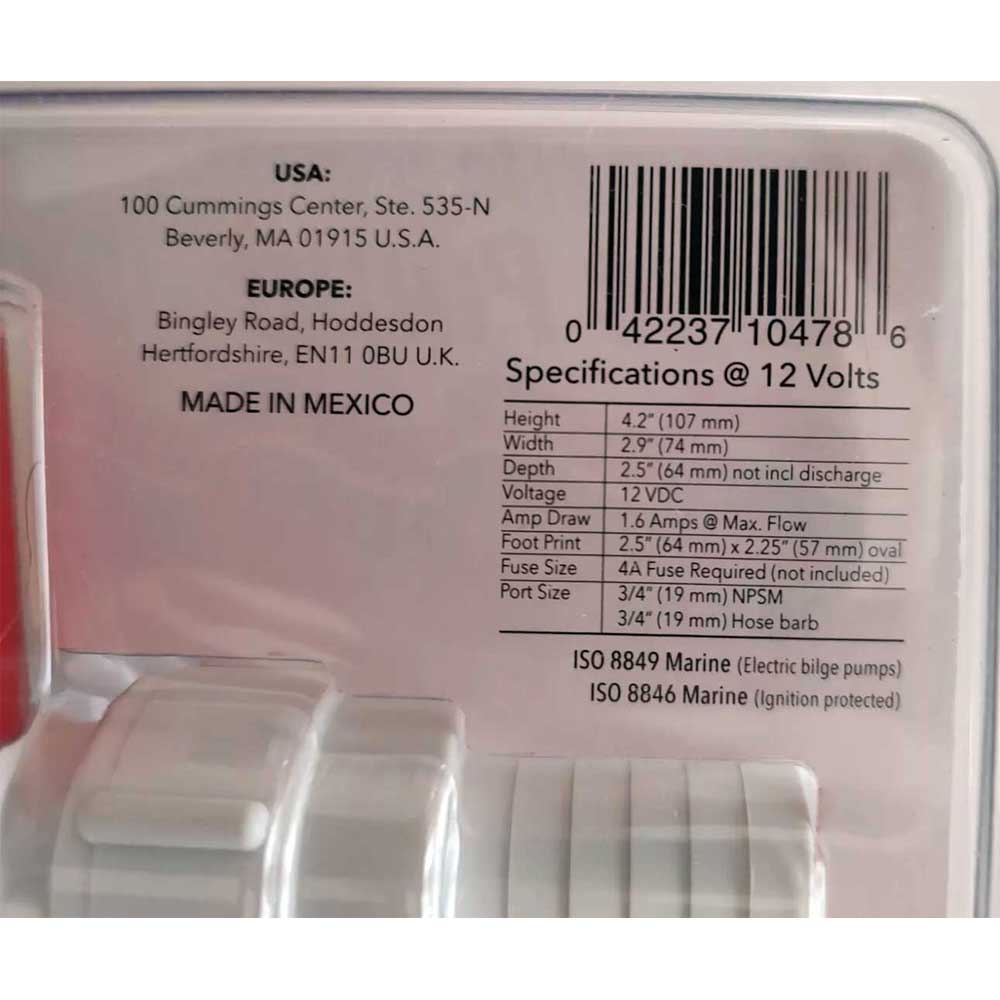 USA:
100 Cummings Center, Ste. 535-N
Beverly, MA 01915 U.S.A.
EUROPE:
Bingley Road, Hoddesdon
Hertfordshire, EN11 0BU U.K.
MADE IN MEXICO
0 42237 10478 6
Specifications @ 12 Volts
Height 4.2" (107 mm)
Width 2.9" (74 mm)
Depth 2.5" (64 mm) not incl discharge
Voltage 12 VDC
Amp Draw 1.6 Amps @ Max. Flow
Foot Print 2.5" (64 mm) x 2.25" (57 mm) oval
Fuse Size 4A Fuse Required (not included)
Port Size 3/4" (19 mm) NPSM
3/4" (19 mm) Hose barb
ISO 8849 Marine (Electric bilge pumps)
ISO 8846 Marine (Ignition protected)